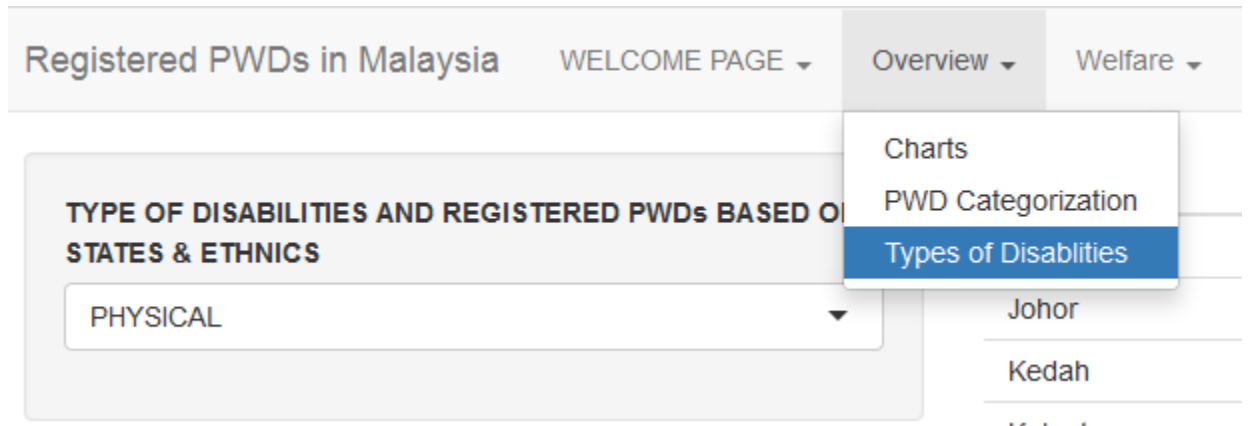 Registered PWDs in Malaysia WELCOME PAGE Overview Welfare
Charts
PWD Categorization
Types of Disablities
TYPE OF DISABILITIES AND REGISTERED PWDs BASED
STATES & ETHNICS
PHYSICAL
Johor
Kedah